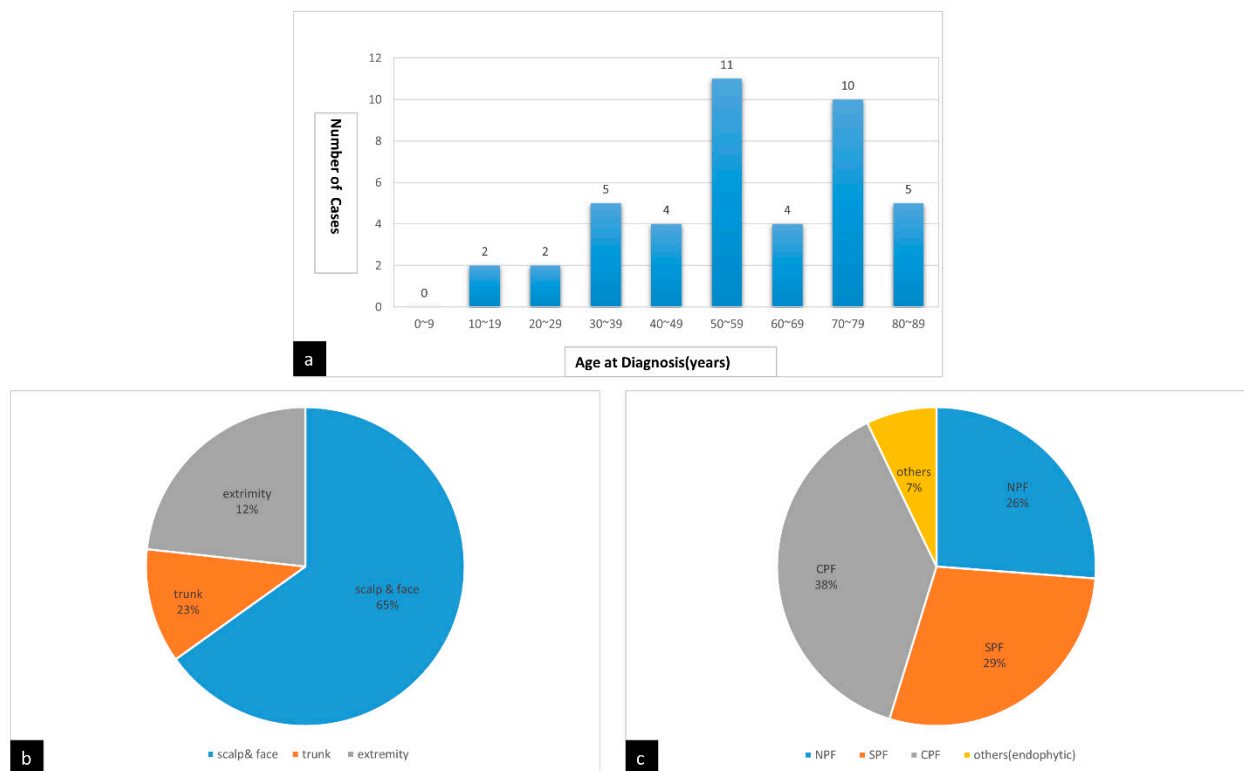 12
10
8
6
4
2
0
Number of Cases
0
2
2
5
4
11
4
10
5
0~9 10~19 20~29 30~39 40~49 50~59 60~69 70~79 80~89
Age at Diagnosis(years)
a
extrimity
12%
trunk
23%
scalp & face
65%
scalp& face trunk extremity
b
others
7%
NPF
26%
CPF
38%
SPF
29%
NPF SPF CPF others(endophytic)
c